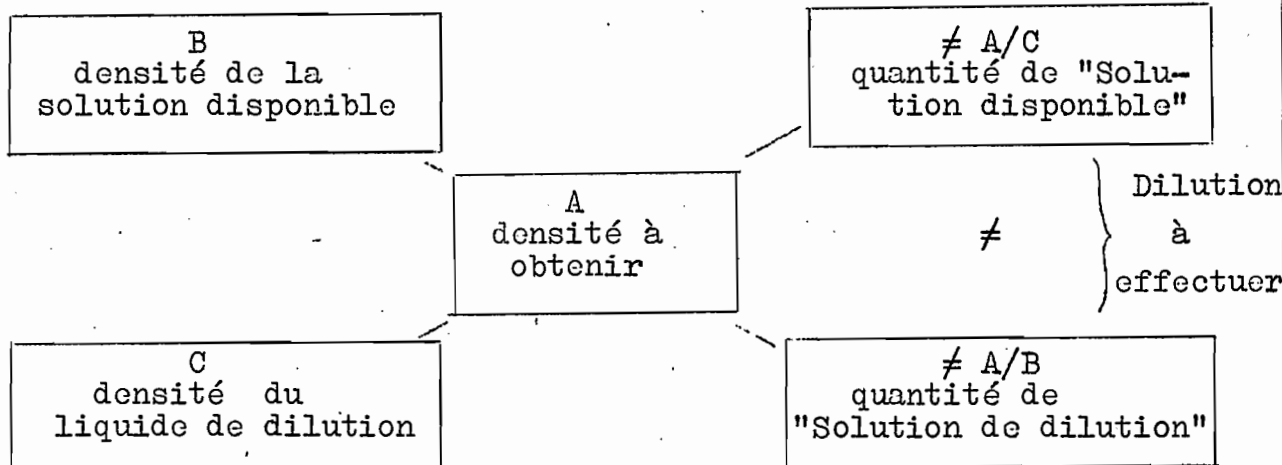 B
densité de la
solution disponible
≠ A/C
quantité de "Solu-
tion disponible"
A
densité à
obtenir
≠
Dilution
à
effectuer
C
densité du
liquide de dilution
≠ A/B
quantité de
"Solution de dilution"